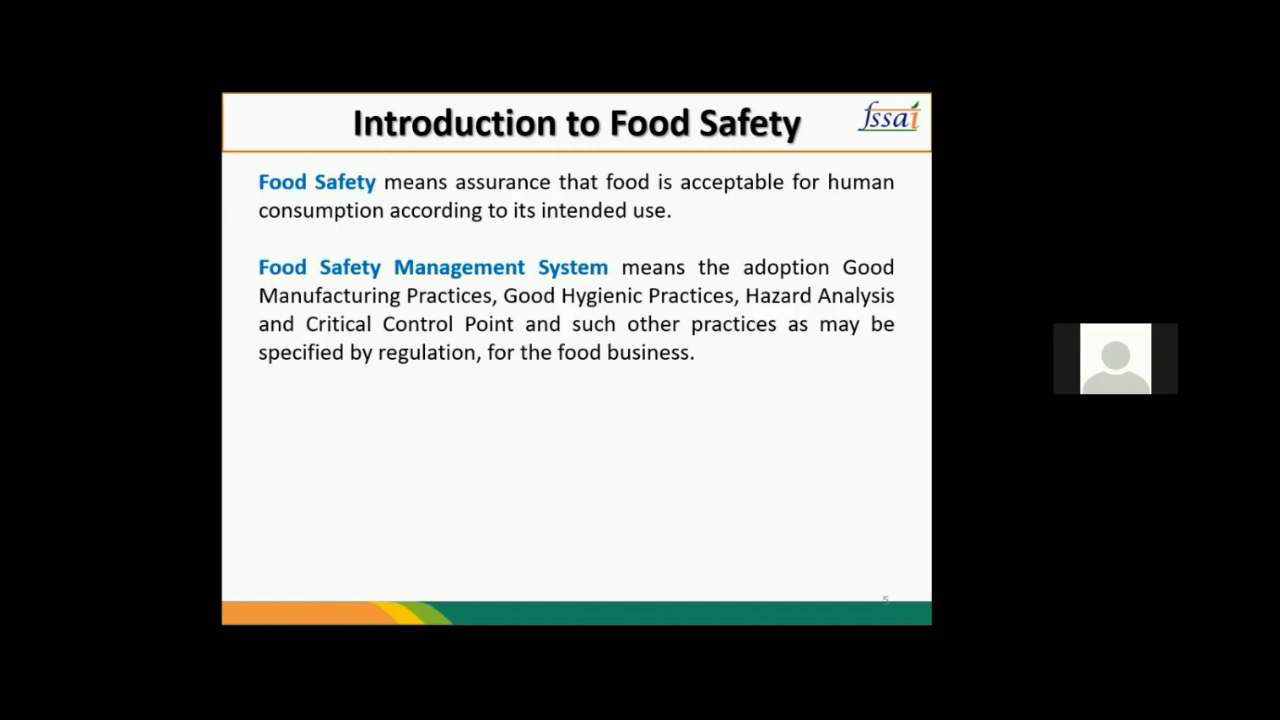 Introduction to Food Safety
fssai
Food Safety means assurance that food is acceptable for human
consumption according to its intended use.
Food Safety Management System means the adoption Good
Manufacturing Practices, Good Hygienic Practices, Hazard Analysis
and Critical Control Point and such other practices as may be
specified by regulation, for the food business.
5